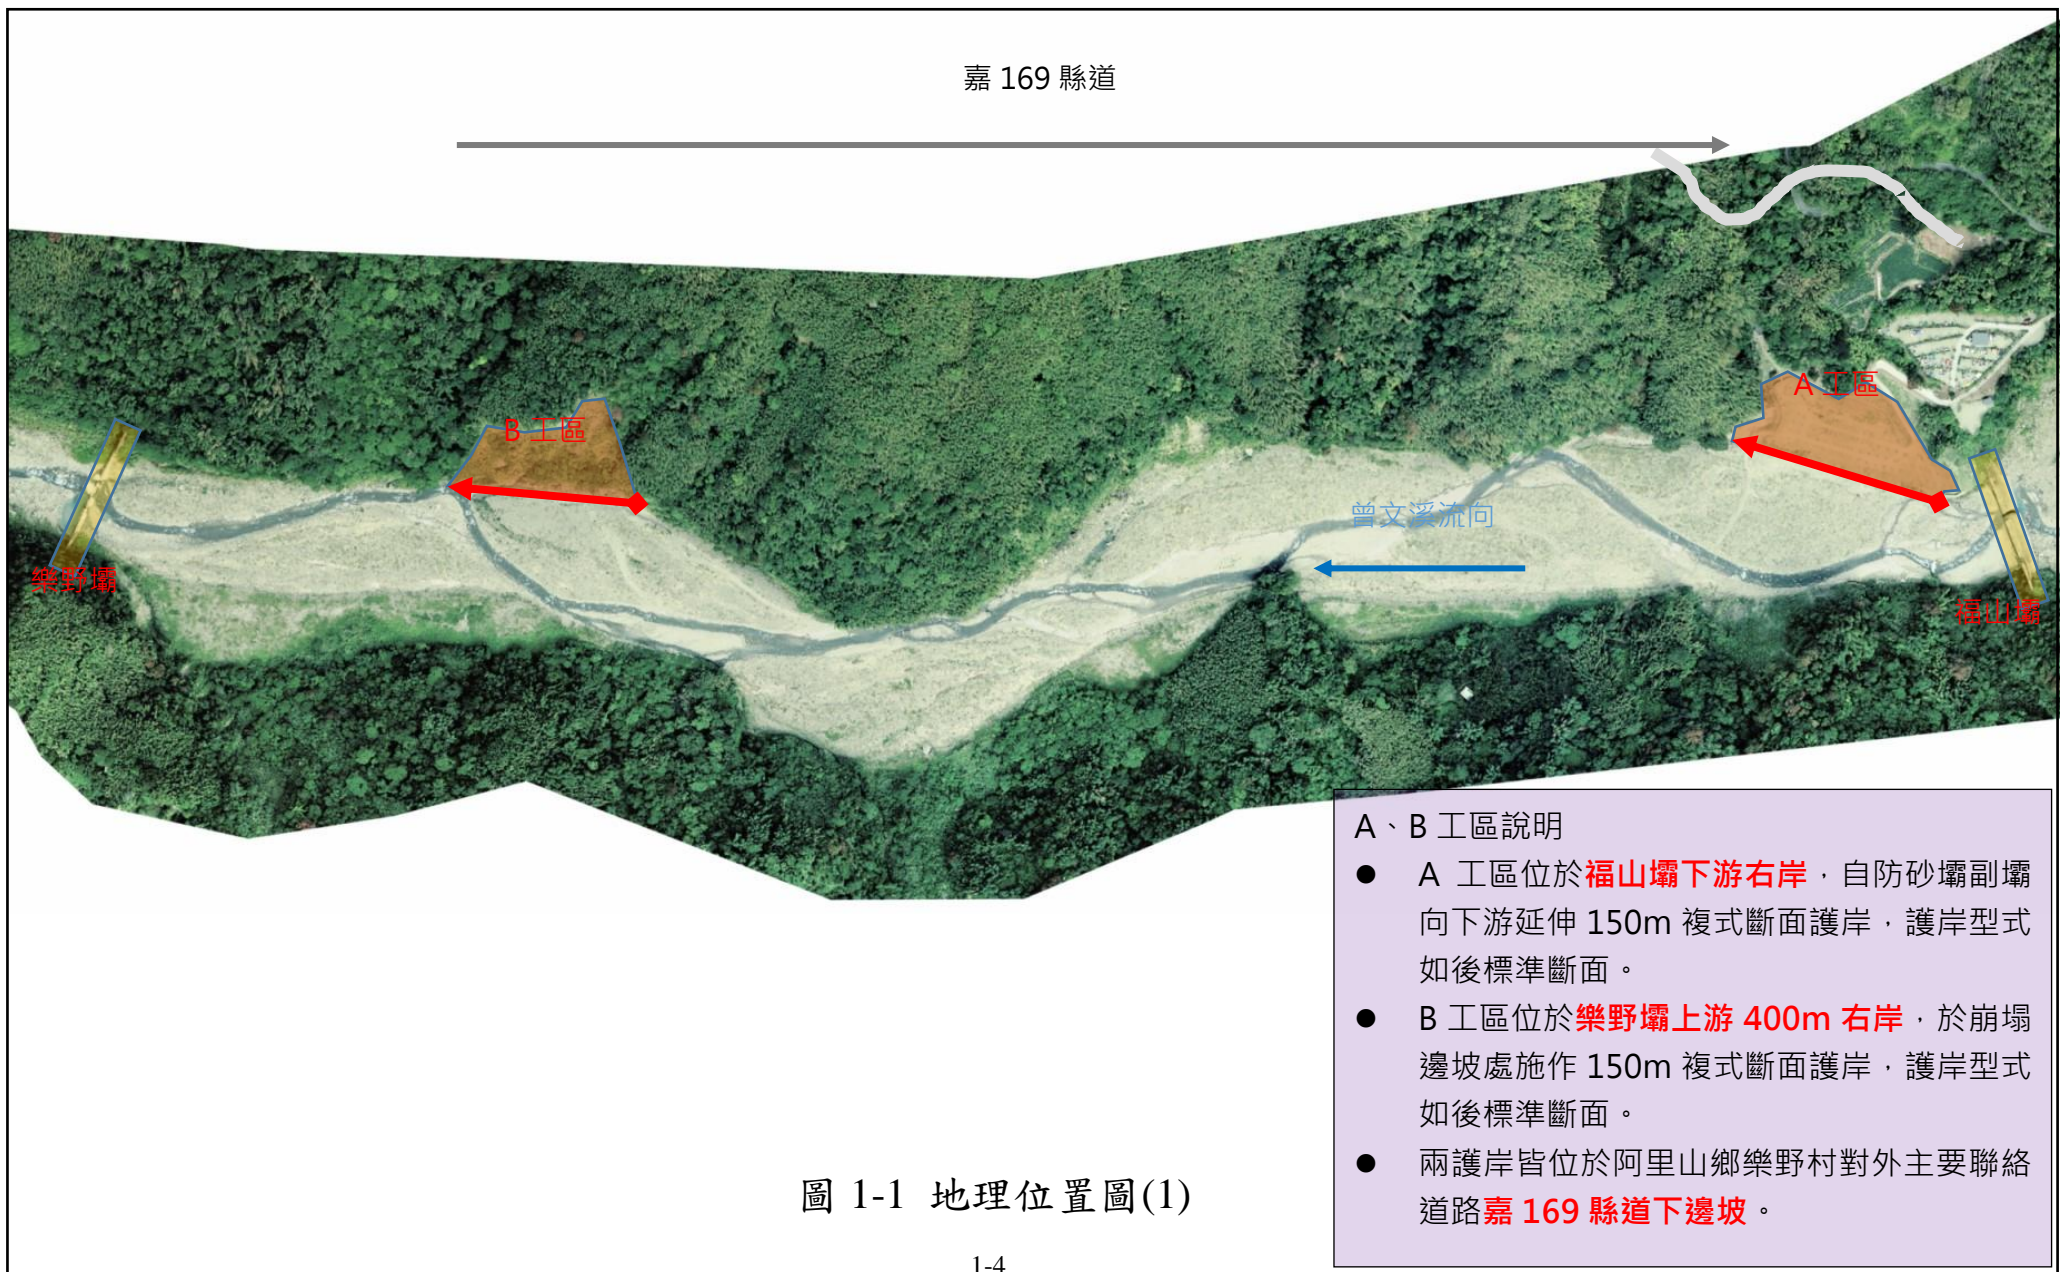 嘉 169 縣道
A 工區
B 工區
曾文溪流向
樂野壩
福山壩
A、B 工區說明
● A 工區位於福山壩下游右岸，自防砂壩副壩
向下游延伸 150m 複式斷面護岸，護岸型式
如後標準斷面。
● B 工區位於樂野壩上游 400m 右岸，於崩塌
邊坡處施作 150m 複式斷面護岸，護岸型式
如後標準斷面。
● 兩護岸皆位於阿里山鄉樂野村對外主要聯絡
道路嘉 169 縣道下邊坡。
圖 1-1 地理位置圖(1)
1-4